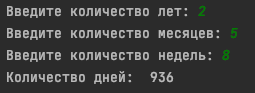 Введите количество лет: 2
Введите количество месяцев: 5
Введите количество недель: 8
Количество дней:  936